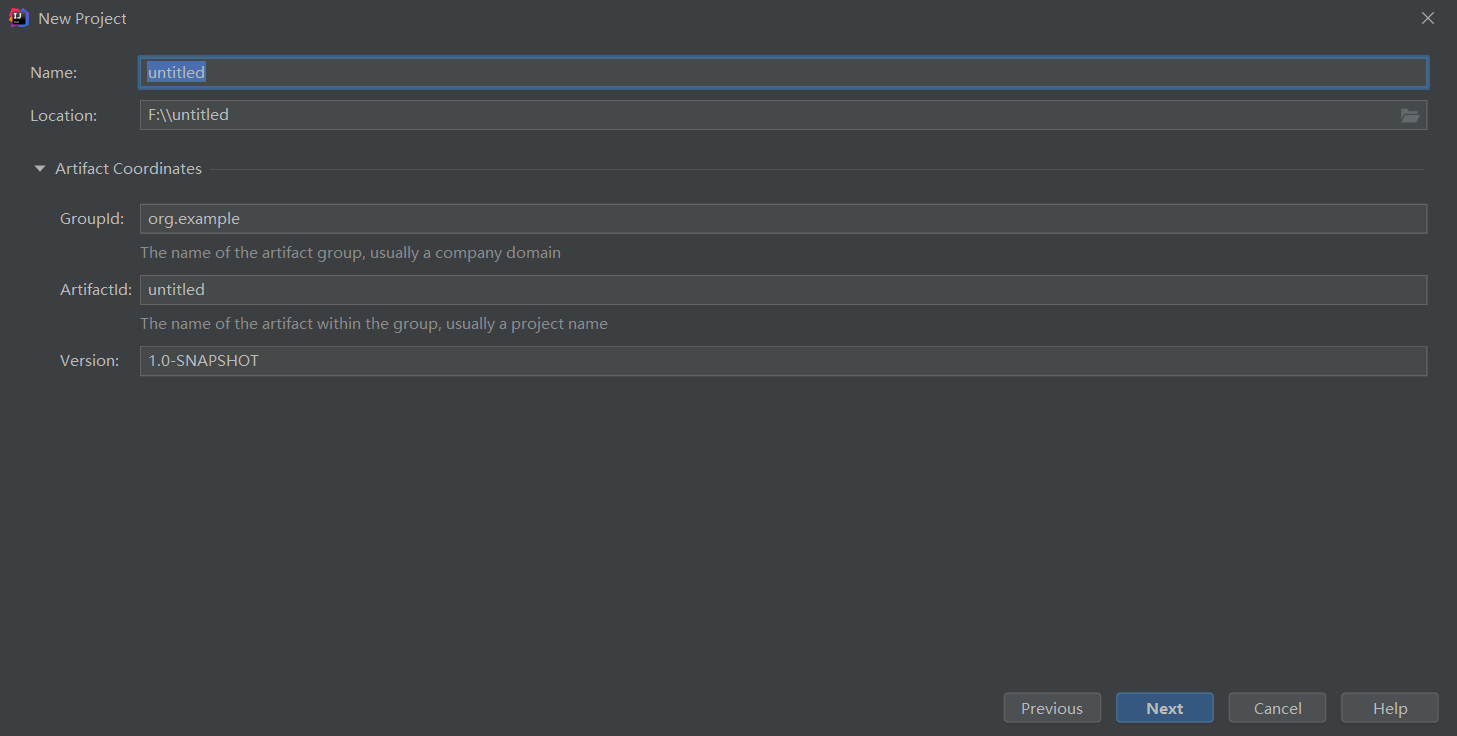 New Project
Name: untitled
Location: F:\\untitled
Artifact Coordinates
GroupId: org.example
The name of the artifact group, usually a company domain
ArtifactId: untitled
The name of the artifact within the group, usually a project name
Version: 1.0-SNAPSHOT
Previous Next Cancel Help